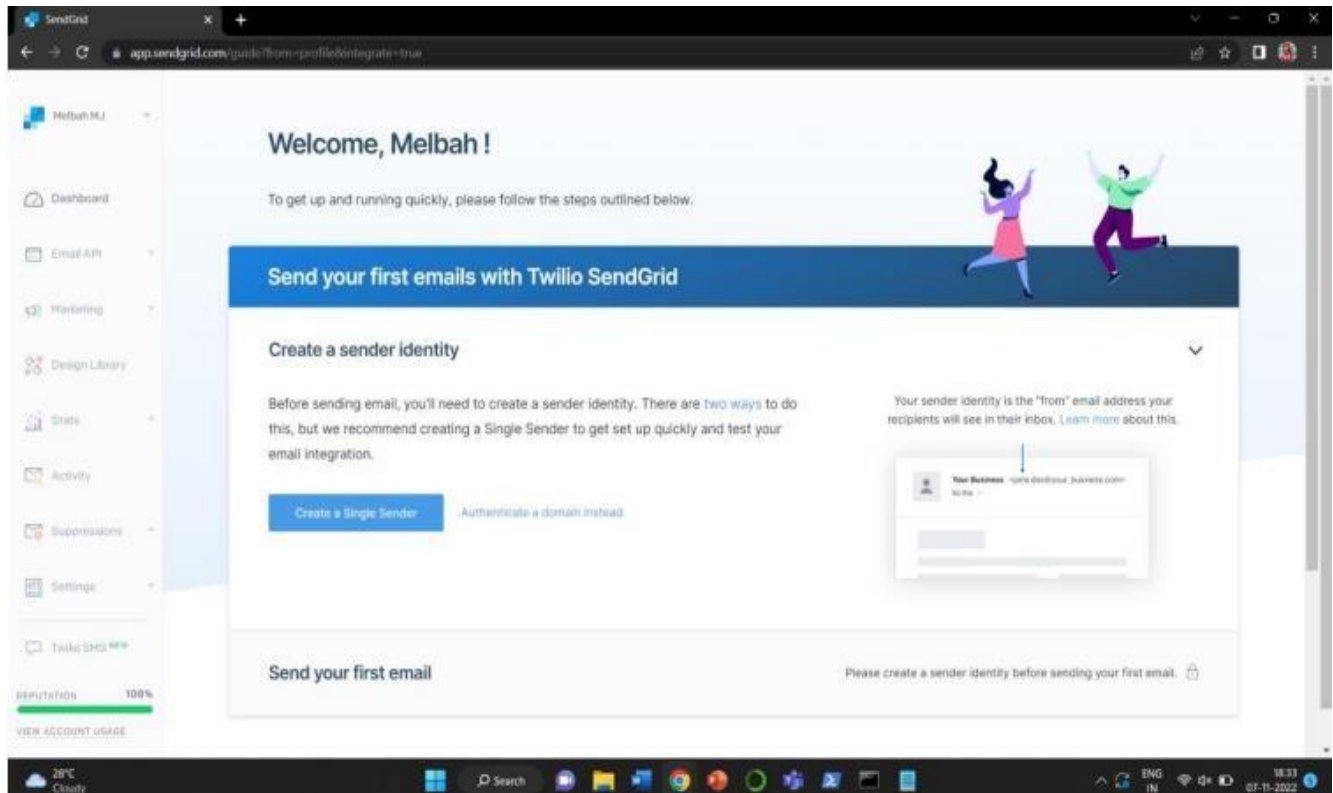 SendGrid
app.sendgrid.com/guide?from=profile&integrate=true
Melbah M.J
Welcome, Melbah !
To get up and running quickly, please follow the steps outlined below.
Dashboard
Email API
Marketing
Design Library
Stats
Activity
Suppressions
Settings
Twilio SMS NEW
REPUTATION 100%
VIEW ACCOUNT USAGE
Send your first emails with Twilio SendGrid
Create a sender identity
Before sending email, you'll need to create a sender identity. There are two ways to do
this, but we recommend creating a Single Sender to get set up quickly and test your
email integration.
Create a Single Sender
Authenticate a domain instead
Your sender identity is the "from" email address your
recipients will see in their inbox. Learn more about this.
Your Business
to me
Send your first email
Please create a sender identity before sending your first email.
28°C
Cloudy
Search
ENG
IN
18:33
07-11-2022